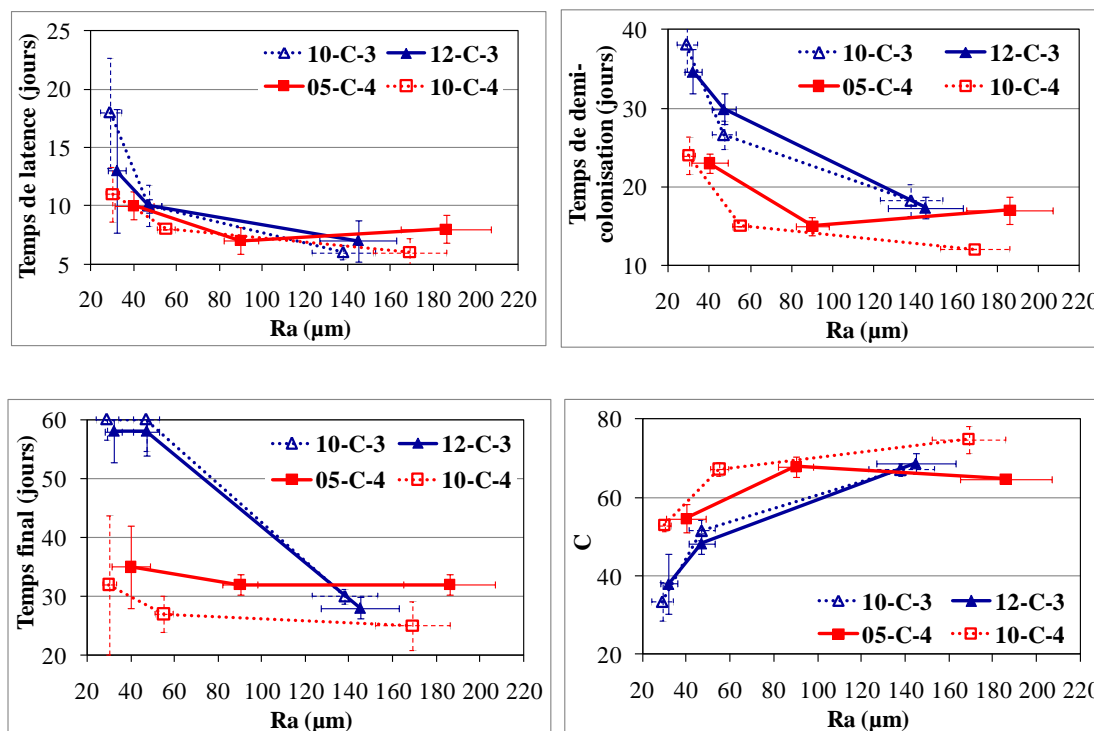 Temps de latence (jours)
25
20
15
10
5
10-C-3 12-C-3
05-C-4 10-C-4
20 40 60 80 100 120 140 160 180 200 220
Ra (µm)
Temps de demi-
colonisation (jours)
40
30
20
10
10-C-3 12-C-3
05-C-4 10-C-4
20 40 60 80 100 120 140 160 180 200 220
Ra (µm)
Temps final (jours)
60
50
40
30
20
10-C-3 12-C-3
05-C-4 10-C-4
20 40 60 80 100 120 140 160 180 200 220
Ra (µm)
C
80
60
40
20
10-C-3 12-C-3
05-C-4 10-C-4
20 40 60 80 100 120 140 160 180 200 220
Ra (µm)